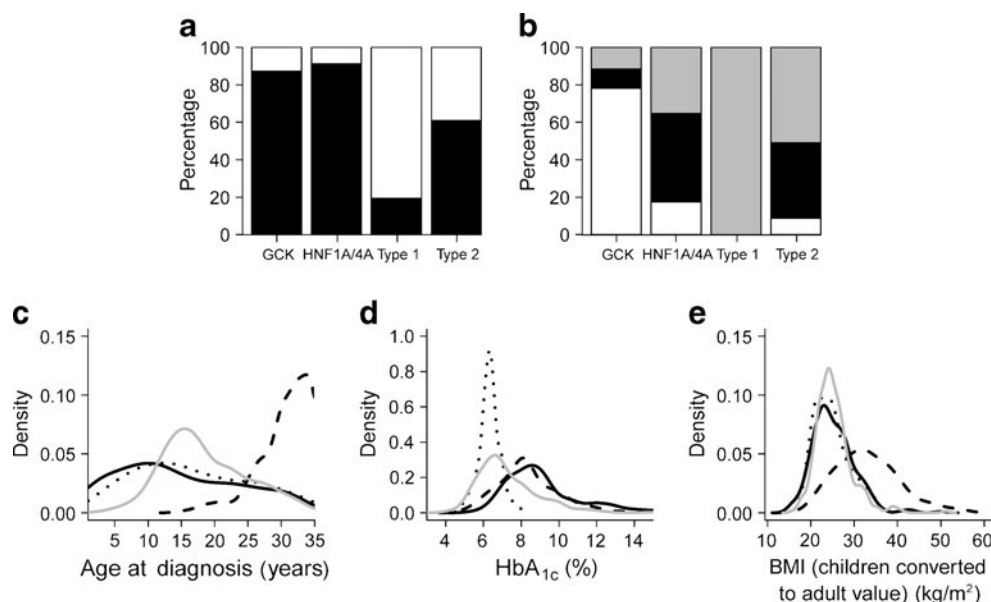 a
b
100
80
60
40
20
0
Percentage
GCK HNF1A/4A Type 1 Type 2
100
80
60
40
20
0
Percentage
GCK HNF1A/4A Type 1 Type 2
c
d
e
0.15
0.10
0.05
0.00
Density
5 10 15 20 25 30 35
Age at diagnosis (years)
1.0
0.8
0.6
0.4
0.2
0.0
Density
4 6 8 10 12 14
HbA1c (%)
0.15
0.10
0.05
0.00
Density
10 20 30 40 50 60
BMI (children converted
to adult value) (kg/m²)